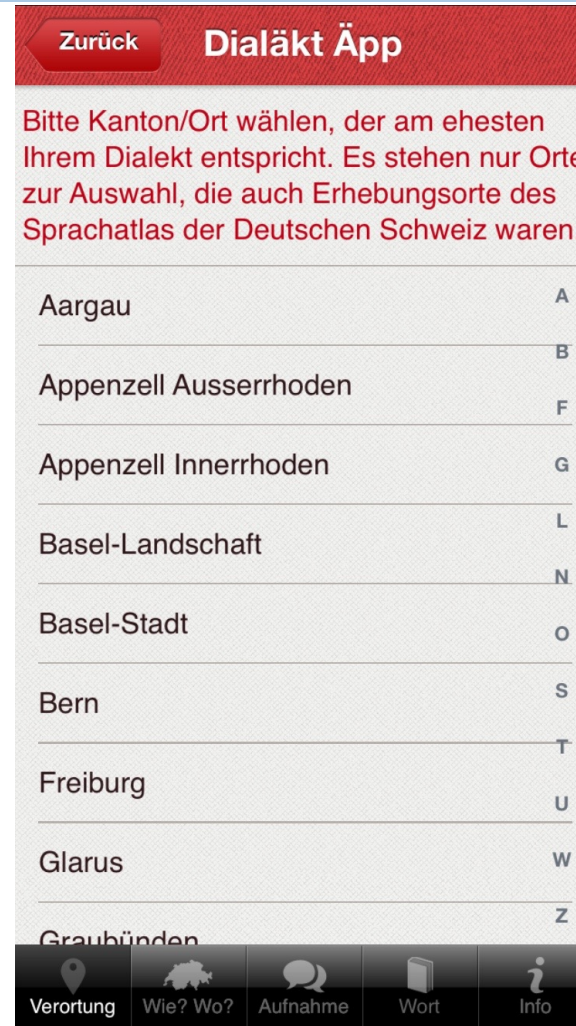 Zurück
Dialäkt Äpp
Bitte Kanton/Ort wählen, der am ehesten
Ihrem Dialekt entspricht. Es stehen nur Orte
zur Auswahl, die auch Erhebungsorte des
Sprachatlas der Deutschen Schweiz waren
Aargau
Appenzell Ausserrhoden
Appenzell Innerrhoden
Basel-Landschaft
Basel-Stadt
Bern
Freiburg
Glarus
Graubünden
A
B
F
G
L
N
O
S
T
U
W
Z
Verortung
Wie? Wo?
Aufnahme
Wort
Info